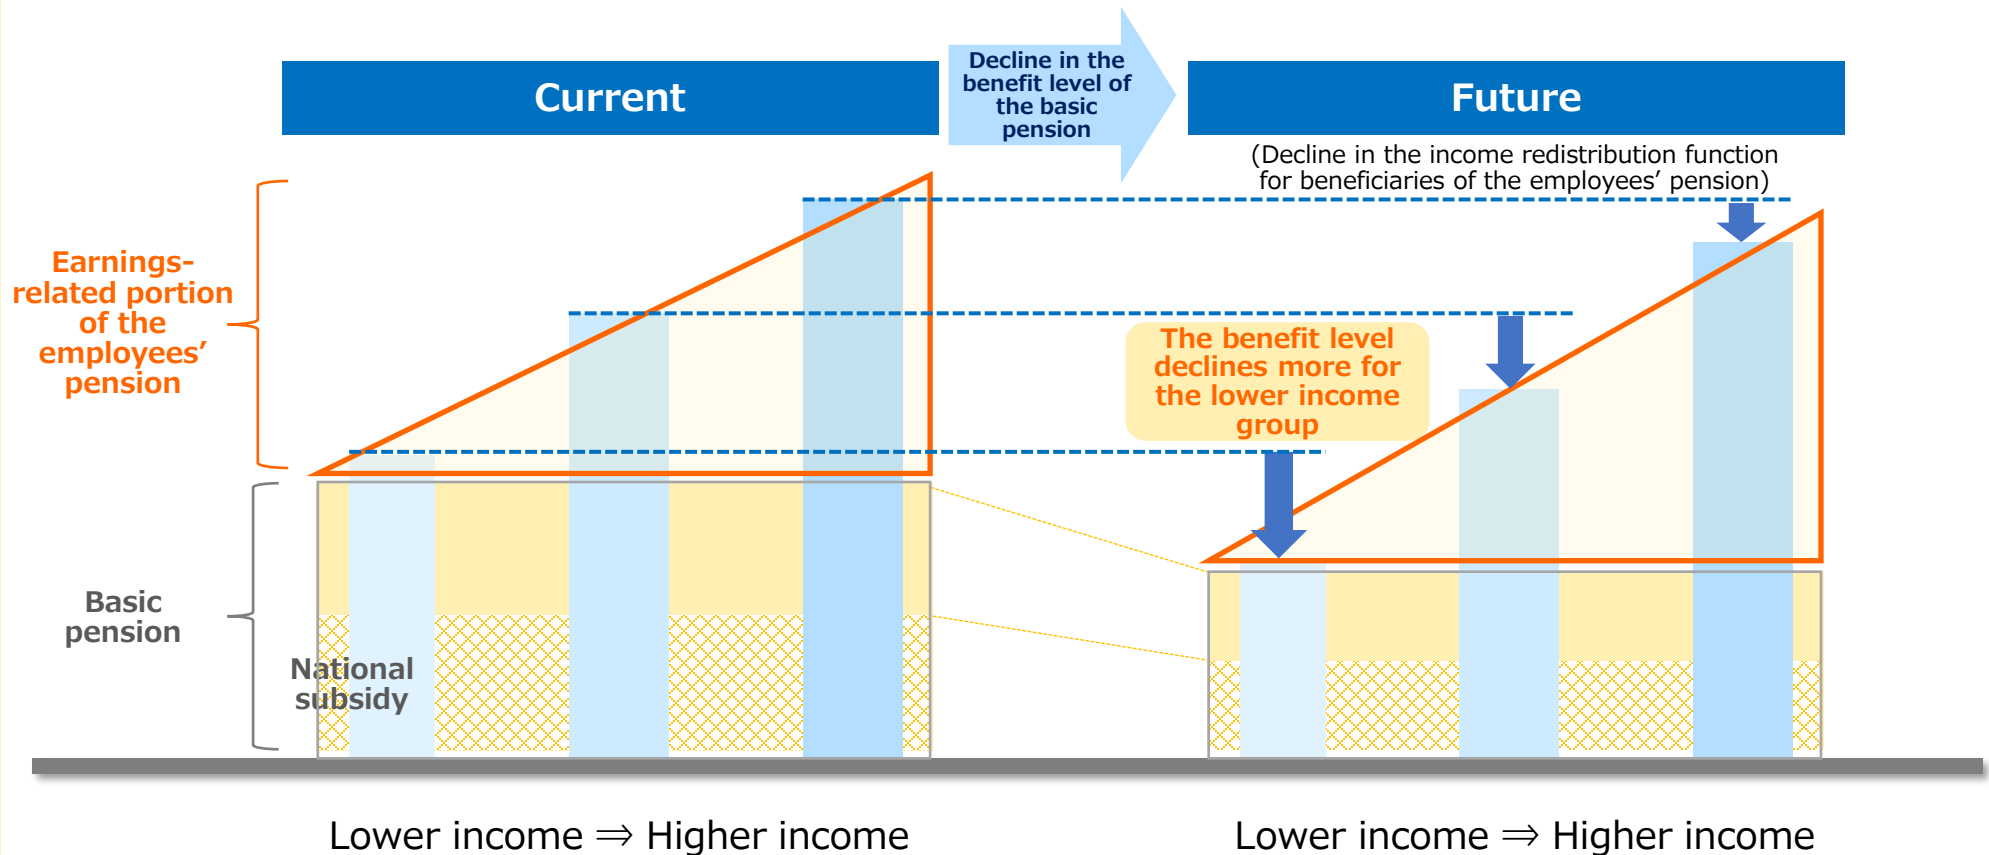 Current
Decline in the
benefit level of
the basic
pension
Future
(Decline in the income redistribution function
for beneficiaries of the employees’ pension)
Earnings-
related portion
of the
employees’
pension
The benefit level
declines more for
the lower income
group
Basic
pension
National
subsidy
Lower income ⇒ Higher income
Lower income ⇒ Higher income